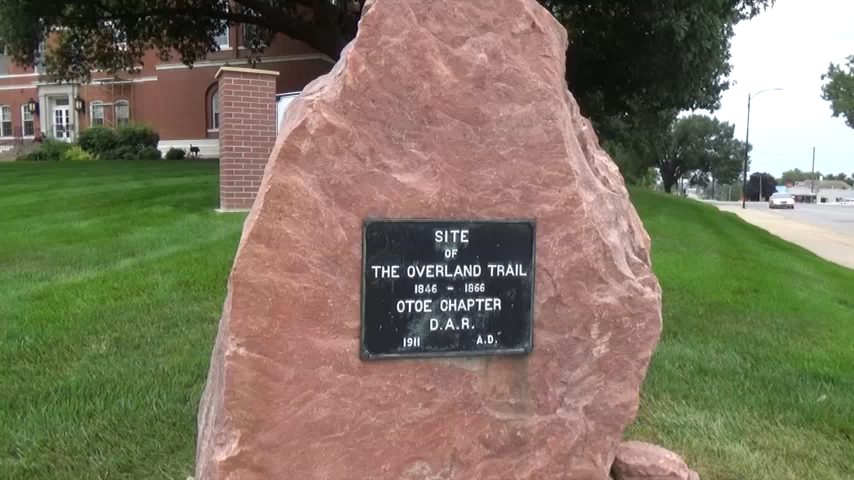 SITE
OF
THE OVERLAND TRAIL
1846 - 1866
OTOE CHAPTER
D.A.R.
1911 A.D.